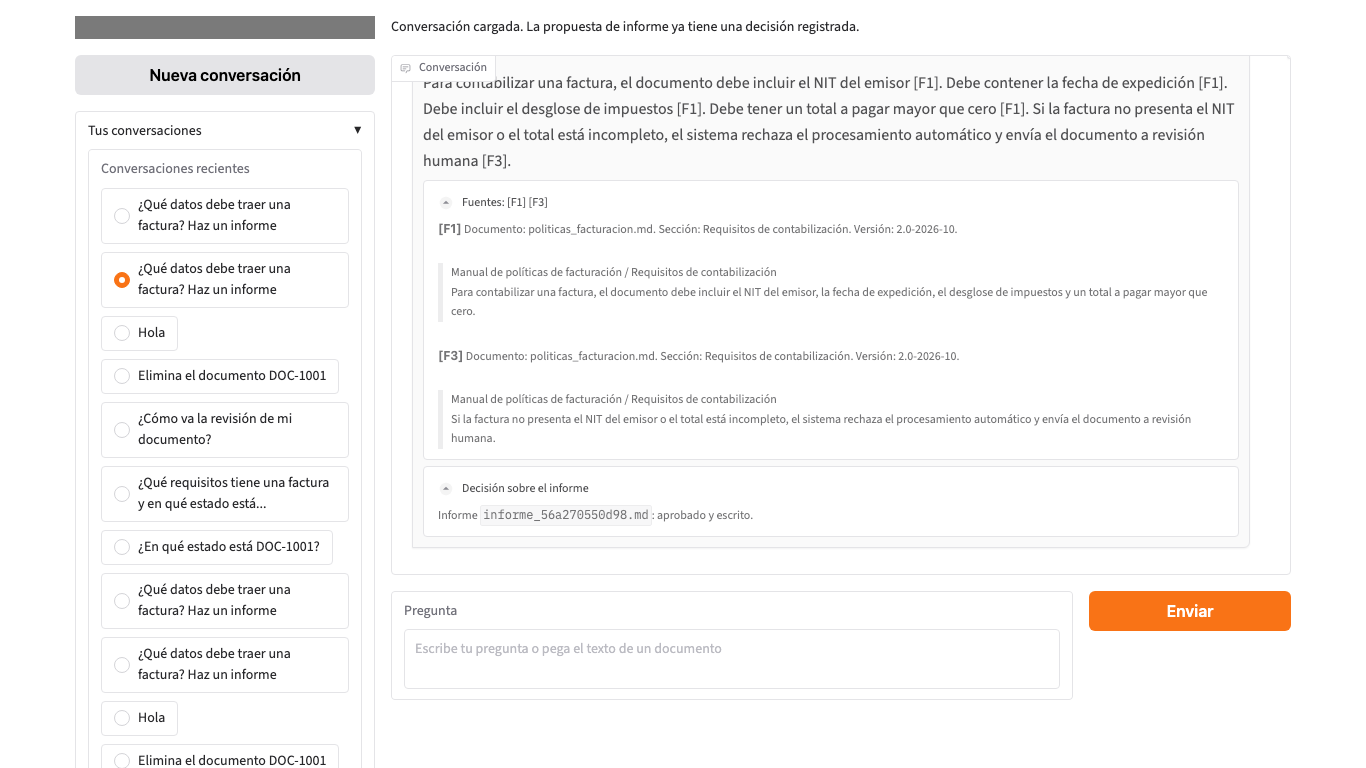 Conversación cargada. La propuesta de informe ya tiene una decisión registrada.
Nueva conversación
Tus conversaciones ▼
Conversaciones recientes
¿Qué datos debe traer una
factura? Haz un informe
¿Qué datos debe traer una
factura? Haz un informe
Hola
Elimina el documento DOC-1001
¿Cómo va la revisión de mi
documento?
¿Qué requisitos tiene una factura
y en qué estado está...
¿En qué estado está DOC-1001?
¿Qué datos debe traer una
factura? Haz un informe
¿Qué datos debe traer una
factura? Haz un informe
Hola
Elimina el documento DOC-1001
Conversación
Para contabilizar una factura, el documento debe incluir el NIT del emisor [F1].
Debe contener la fecha de expedición [F1].
Debe incluir el desglose de impuestos [F1]. Debe tener un total a pagar mayor que cero [F1]. Si la factura no presenta el NIT
del emisor o el total está incompleto, el sistema rechaza el procesamiento automático y envía el documento a revisión
humana [F3].
Fuentes: [F1] [F3]
[F1] Documento: politicas_facturacion.md. Sección: Requisitos de contabilización. Versión: 2.0-2026-10.
Manual de políticas de facturación / Requisitos de contabilización
Para contabilizar una factura, el documento debe incluir el NIT del emisor, la fecha de expedición, el desglose de impuestos y un total a pagar mayor que
cero.
[F3] Documento: politicas_facturacion.md. Sección: Requisitos de contabilización. Versión: 2.0-2026-10.
Manual de políticas de facturación / Requisitos de contabilización
Si la factura no presenta el NIT del emisor o el total está incompleto, el sistema rechaza el procesamiento automático y envía el documento a revisión
humana.
Decisión sobre el informe
Informe informe_56a270550d98.md: aprobado y escrito.
Pregunta
Escribe tu pregunta o pega el texto de un documento
Enviar